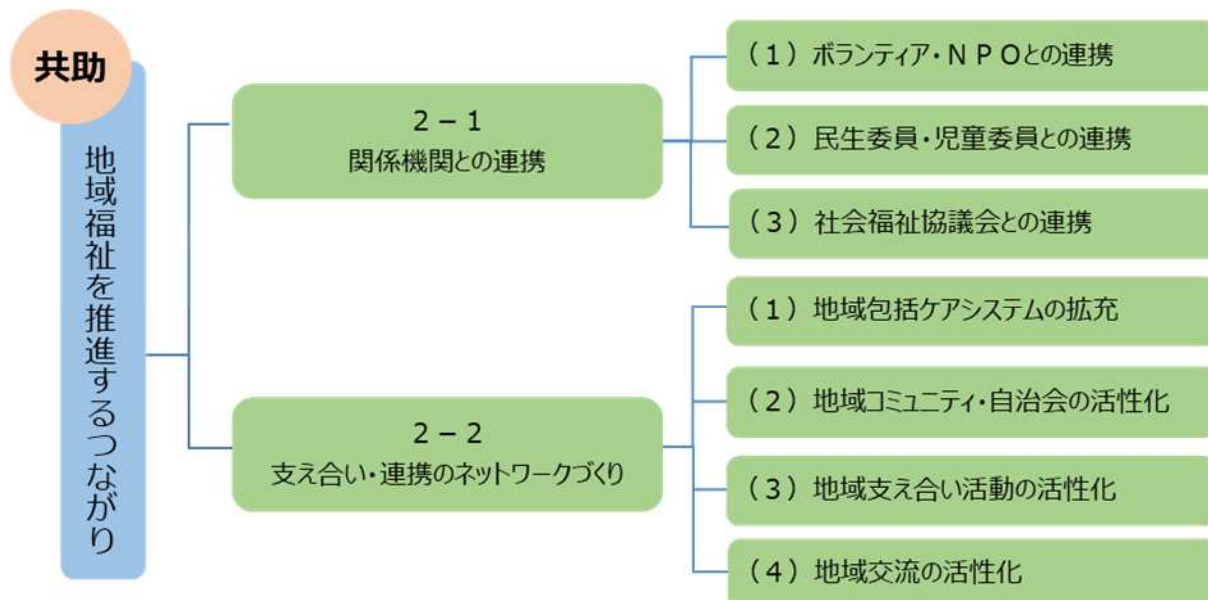 共助
地域福祉を推進するつながり
２－１
関係機関との連携
（１）ボランティア・ＮＰＯとの連携
（２）民生委員・児童委員との連携
（３）社会福祉協議会との連携
２－２
支え合い・連携のネットワークづくり
（１）地域包括ケアシステムの拡充
（２）地域コミュニティ・自治会の活性化
（３）地域支え合い活動の活性化
（４）地域交流の活性化